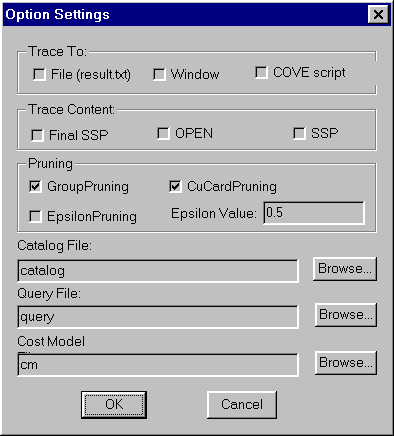 Option Settings
Trace To:
File (result.txt) Window COVE script
Trace Content:
Final SSP OPEN SSP
Pruning
GroupPruning CuCardPruning
EpsilonPruning Epsilon Value: 0.5
Catalog File:
catalog Browse...
Query File:
query Browse...
Cost Model
cm Browse...
OK Cancel